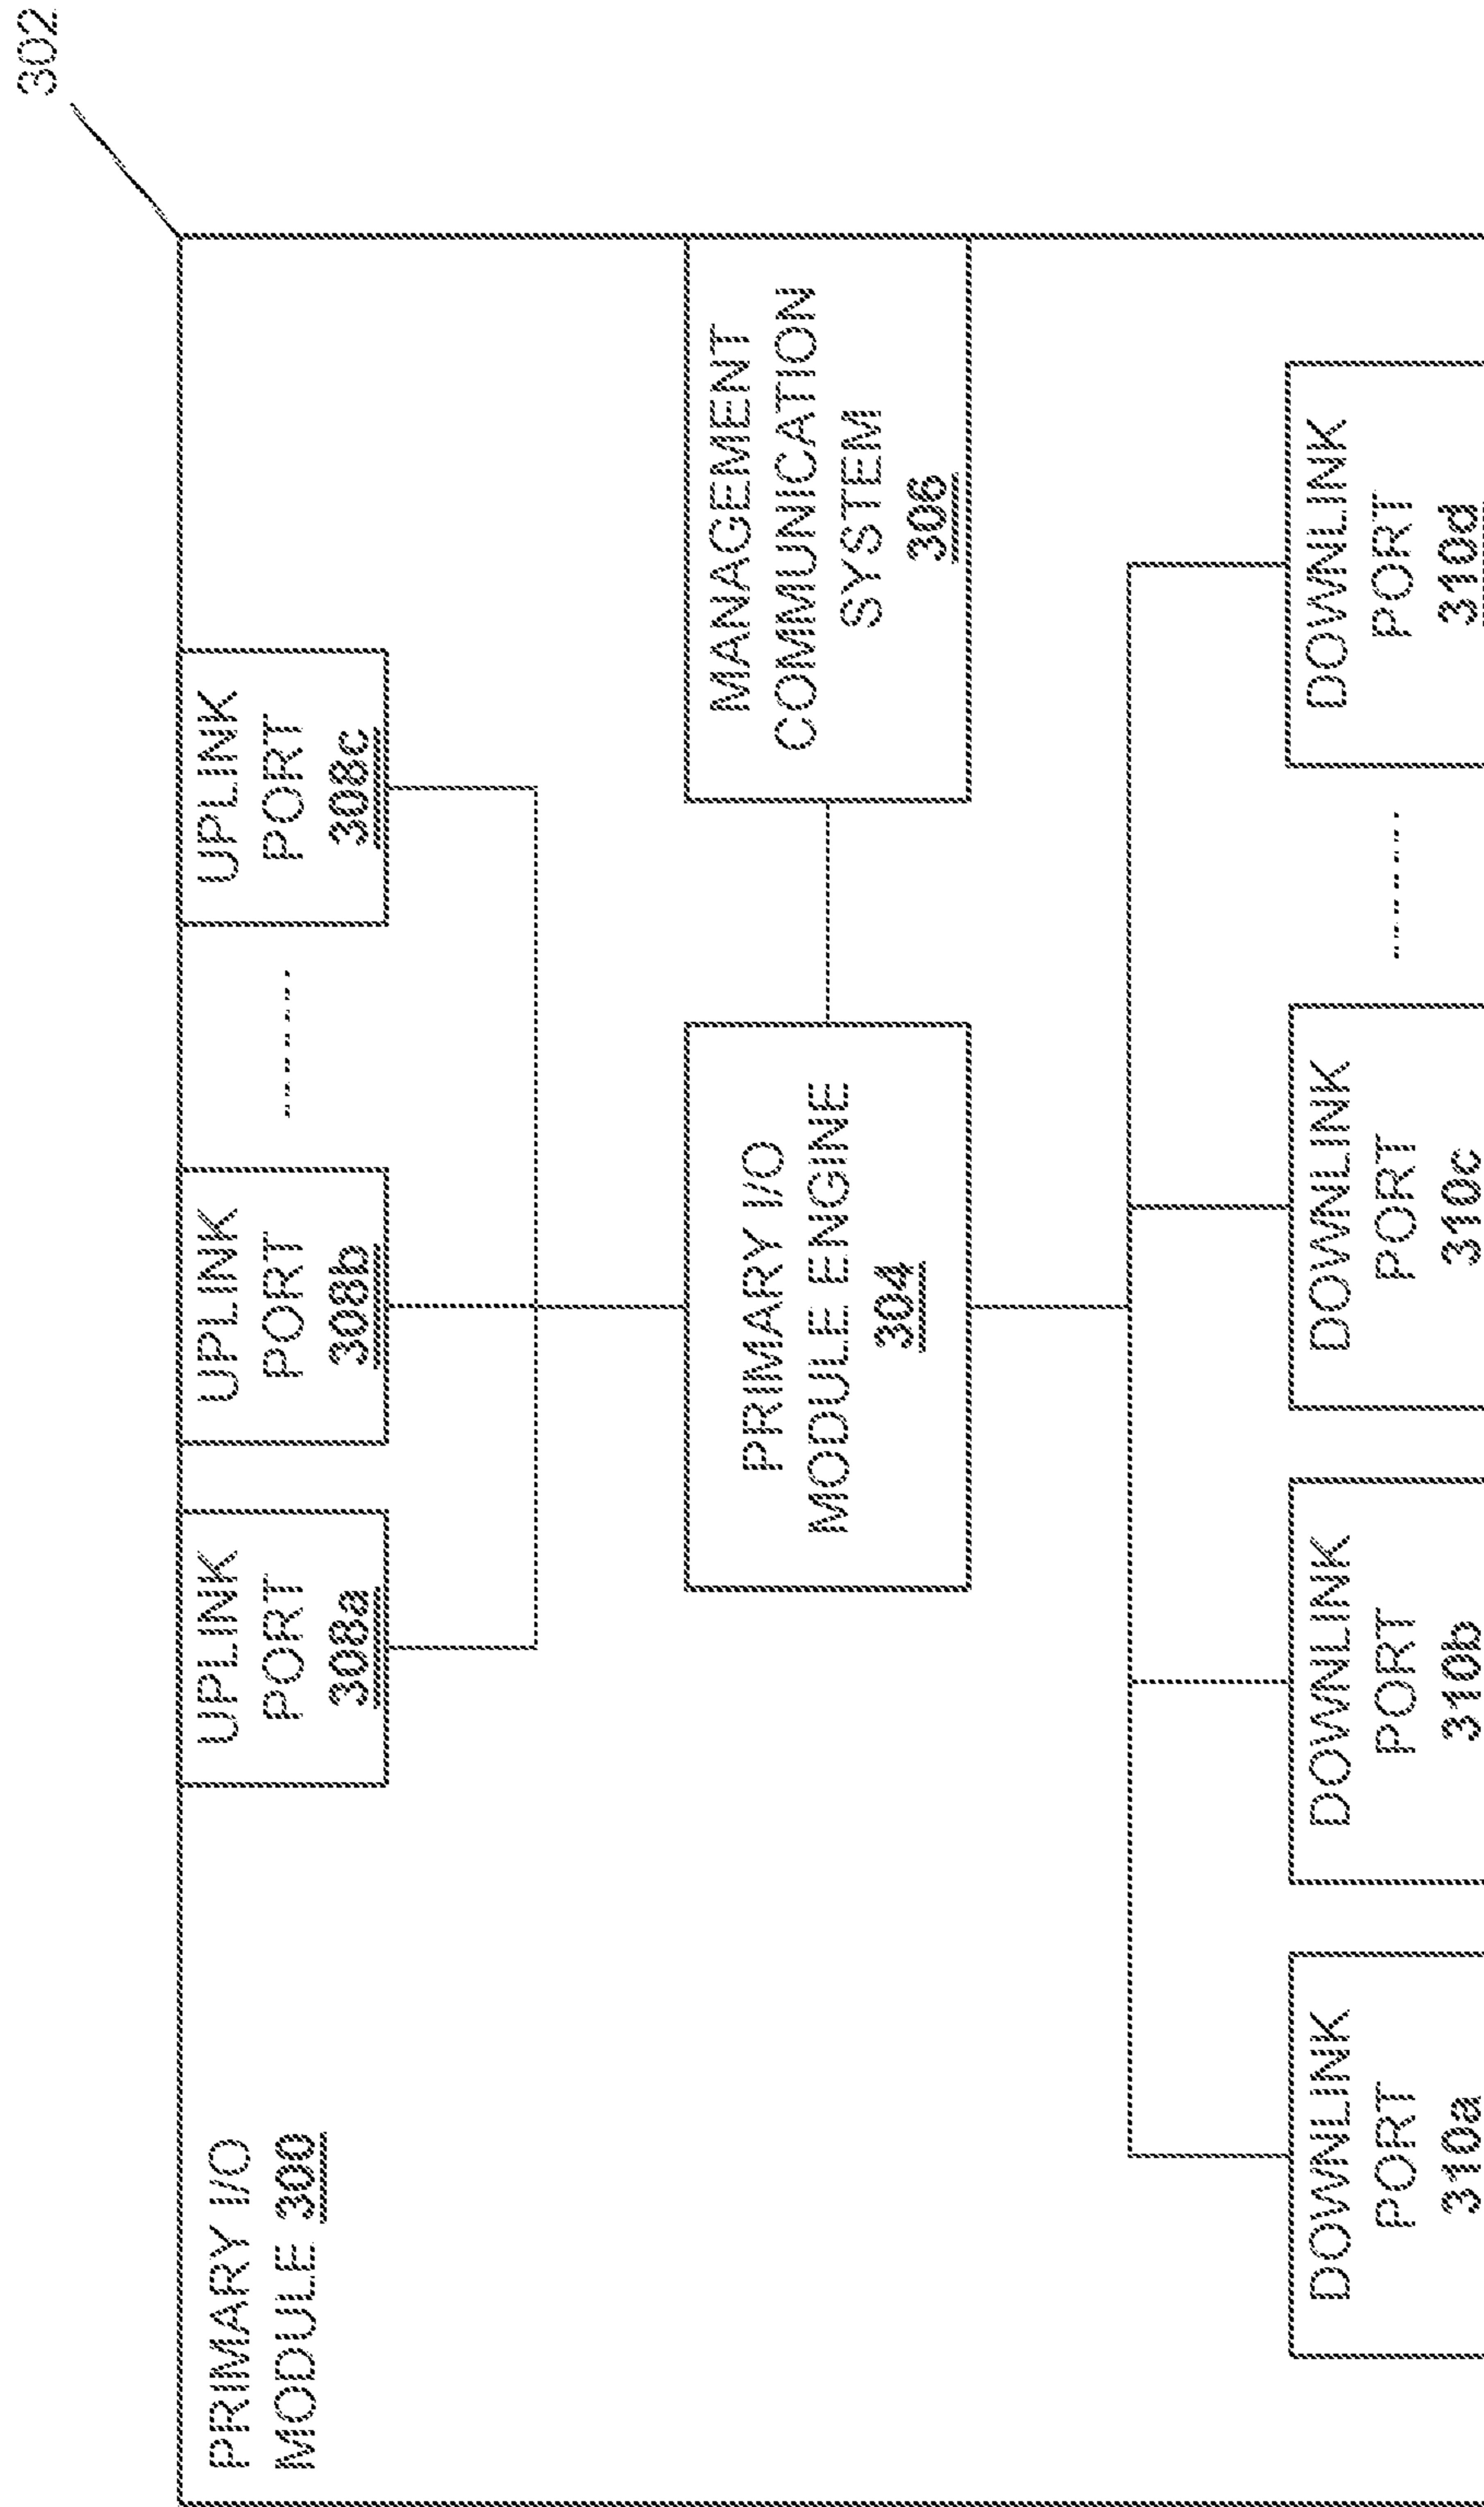 302
PRIMARY I/O
MODULE 300
UPLINK
PORT
308a
UPLINK
PORT
308b
UPLINK
PORT
308c
PRIMARY I/O
MODULE ENGINE
304
MANAGEMENT
COMMUNICATION
SYSTEM
306
DOWNLINK
PORT
310a
DOWNLINK
PORT
310b
DOWNLINK
PORT
310c
DOWNLINK
PORT
310d